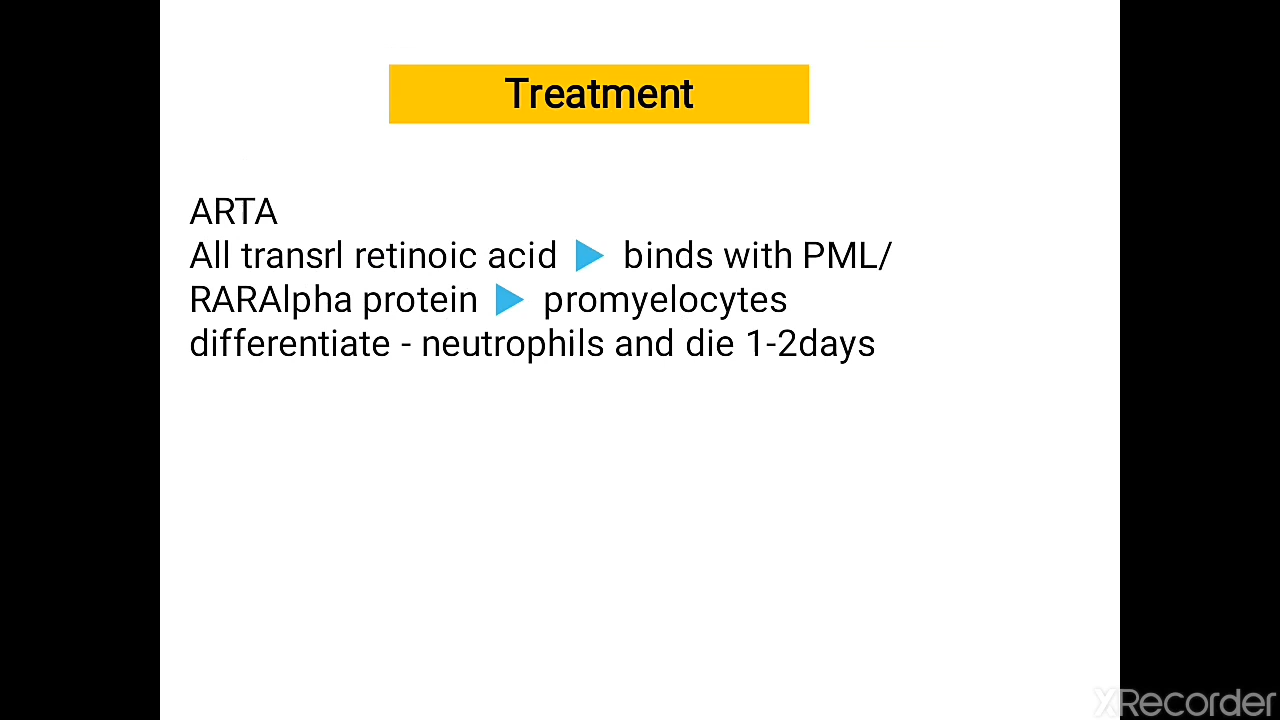 Treatment
ARTA
All transrl retinoic acid ▶ binds with PML/
RARAlpha protein ▶ promyelocytes
differentiate - neutrophils and die 1-2days
XRecorder